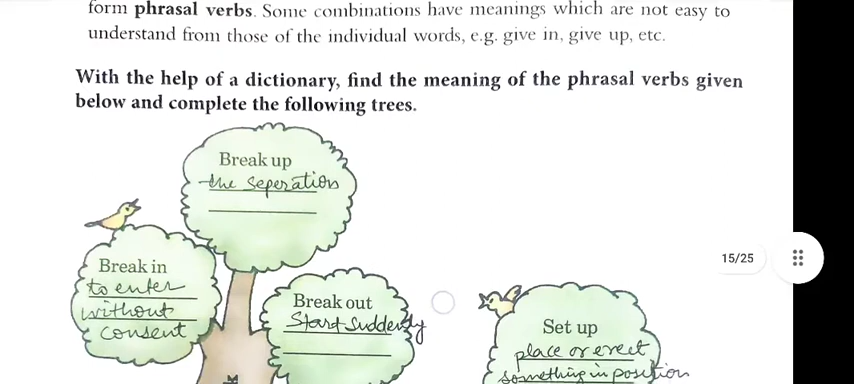 form phrasal verbs. Some combinations have meanings which are not easy to
understand from those of the individual words, e.g. give in, give up, etc.
With the help of a dictionary, find the meaning of the phrasal verbs given
below and complete the following trees.
Break up
the seperation
Break in
to enter
without
consent
Break out
Start suddenly
15/25
Set up
place or erect
something in position